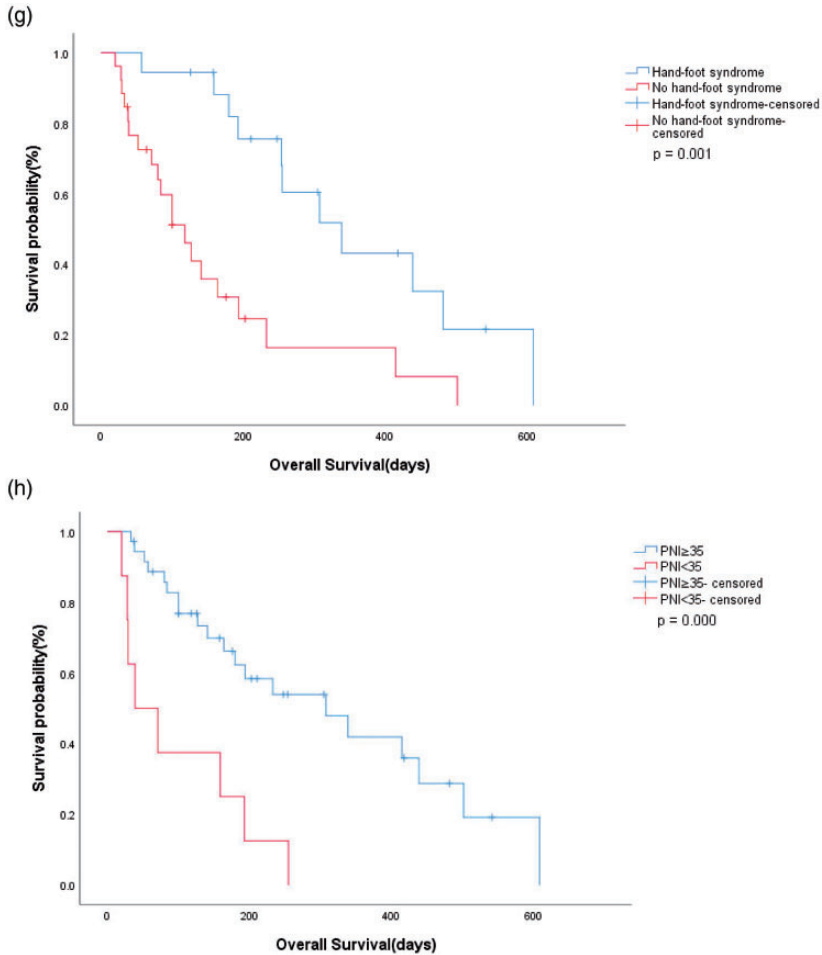 (g)
1.0
0.8
0.6
0.4
0.2
0.0
Survival probability(%)
0
200
400
600
Overall Survival(days)
Hand-foot syndrome
No hand-foot syndrome
Hand-foot syndrome-censored
No hand-foot syndrome-
censored
p = 0.001
(h)
1.0
0.8
0.6
0.4
0.2
0.0
Survival probability(%)
0
200
400
600
Overall Survival(days)
PNI≥35
PNI<35
PNI≥35- censored
PNI<35- censored
p = 0.000